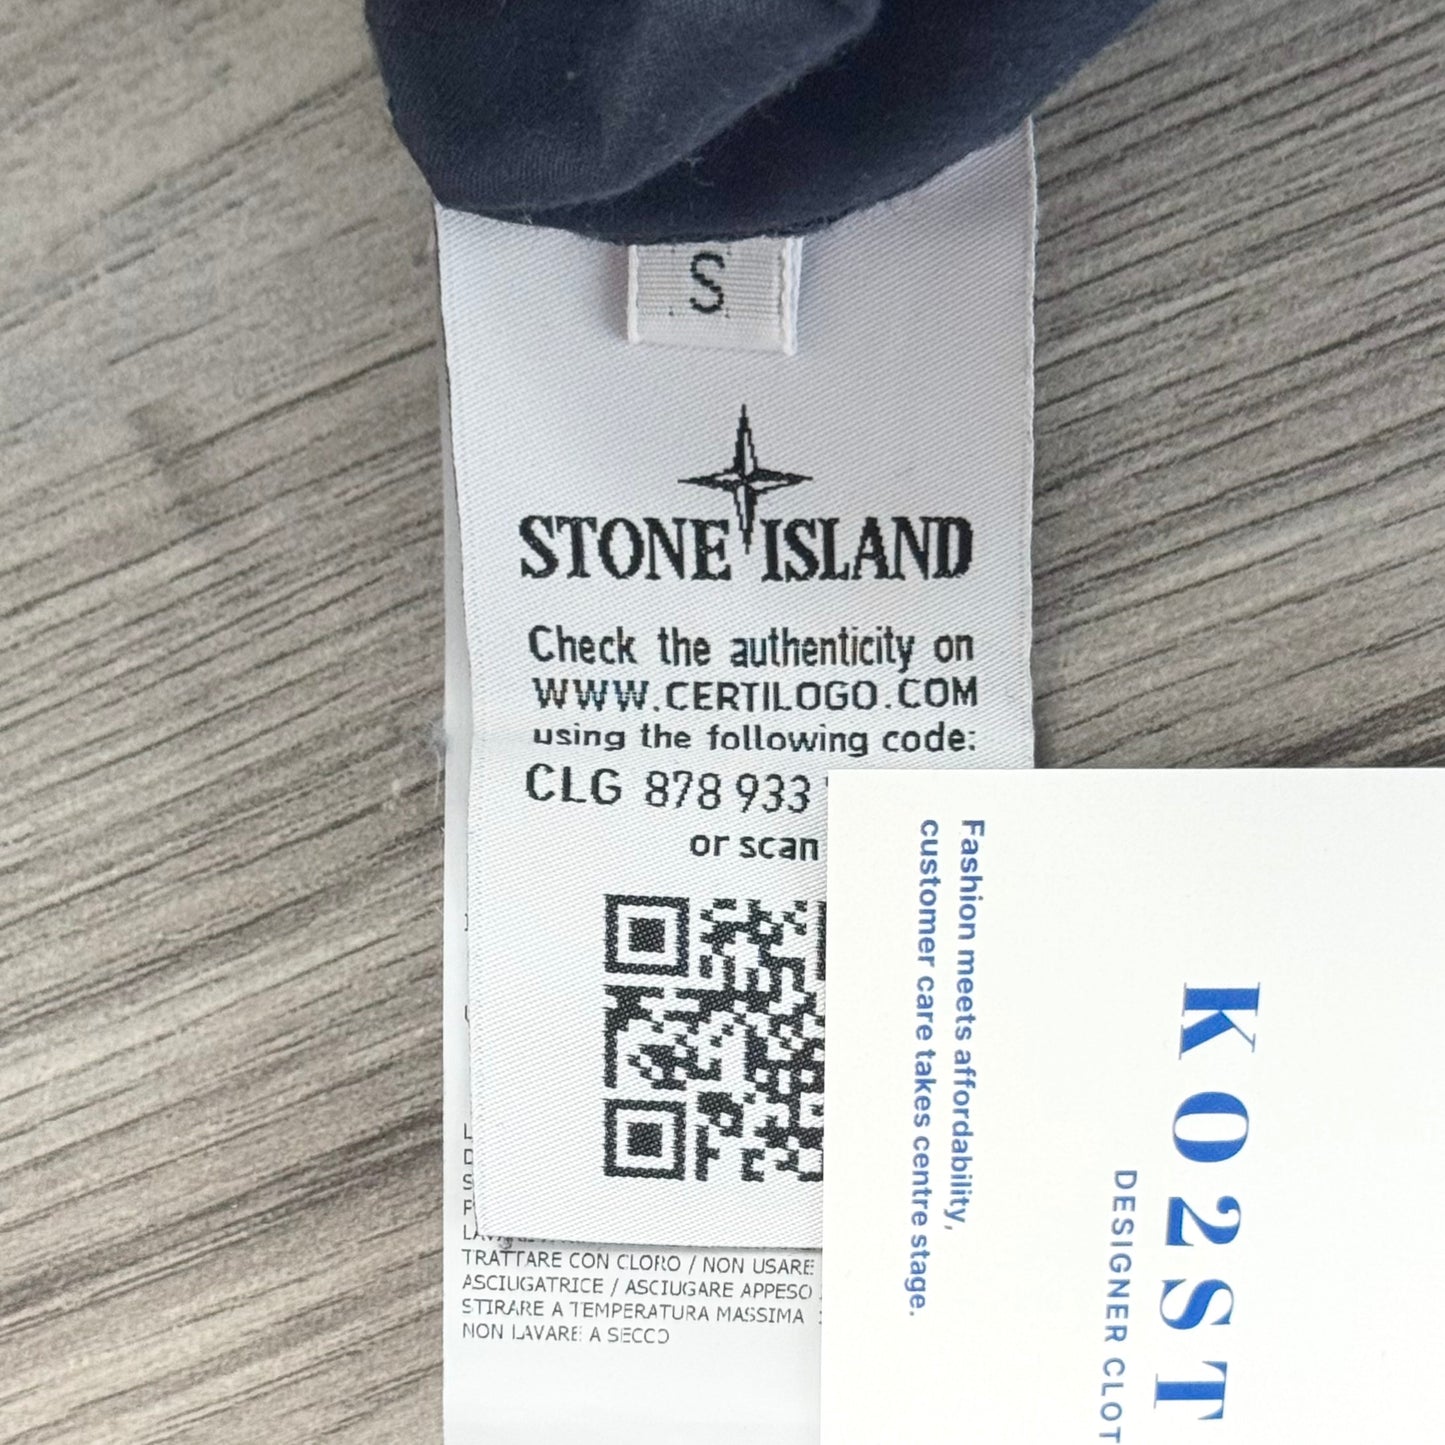 S
STONE ISLAND
Check the authenticity on
WWW.CERTILOGO.COM
using the following code:
CLG 878 933
or scan
TRATTARE CON CLORO / NON USARE
ASCIUGATRICE / ASCIUGARE APPESO
STIRARE A TEMPERATURA MASSIMA
NON LAVARE A SECCO
Fashion meets affordability,
customer care takes centre stage.
KO2ST
DESIGNER CLOT